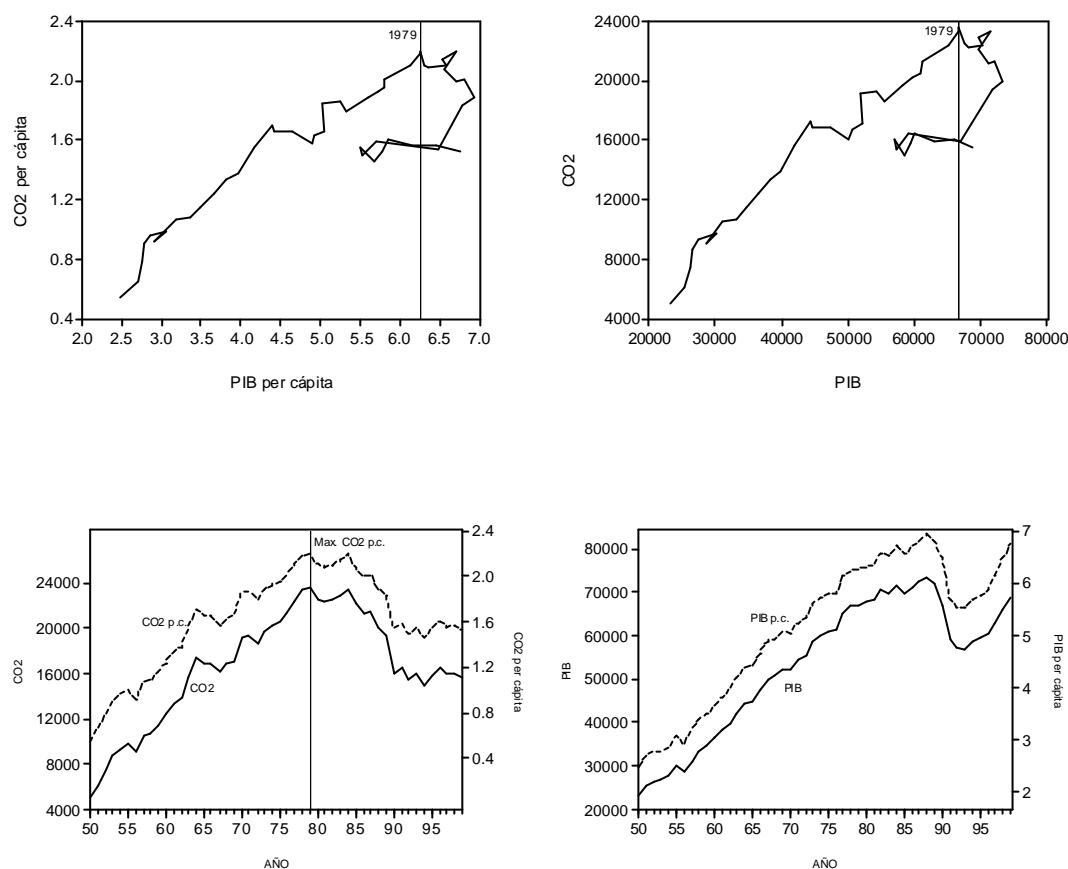 2.4
2.0
1.6
1.2
0.8
0.4
CO2 per cápita
1979
2.0 2.5 3.0 3.5 4.0 4.5 5.0 5.5 6.0 6.5 7.0
PIB per cápita
24000
20000
16000
12000
8000
4000
CO2
1979
20000 30000 40000 50000 60000 70000 80000
PIB
24000
20000
16000
12000
8000
4000
CO2
Max. CO2 p.c.
CO2 p.c.
CO2
2.4
2.0
1.6
1.2
0.8
0.4
CO2 per cápita
50 55 60 65 70 75 80 85 90 95
AÑO
80000
70000
60000
50000
40000
30000
20000
PIB
PIB p.c.
PIB
7
6
5
4
3
2
PIB per cápita
50 55 60 65 70 75 80 85 90 95
AÑO